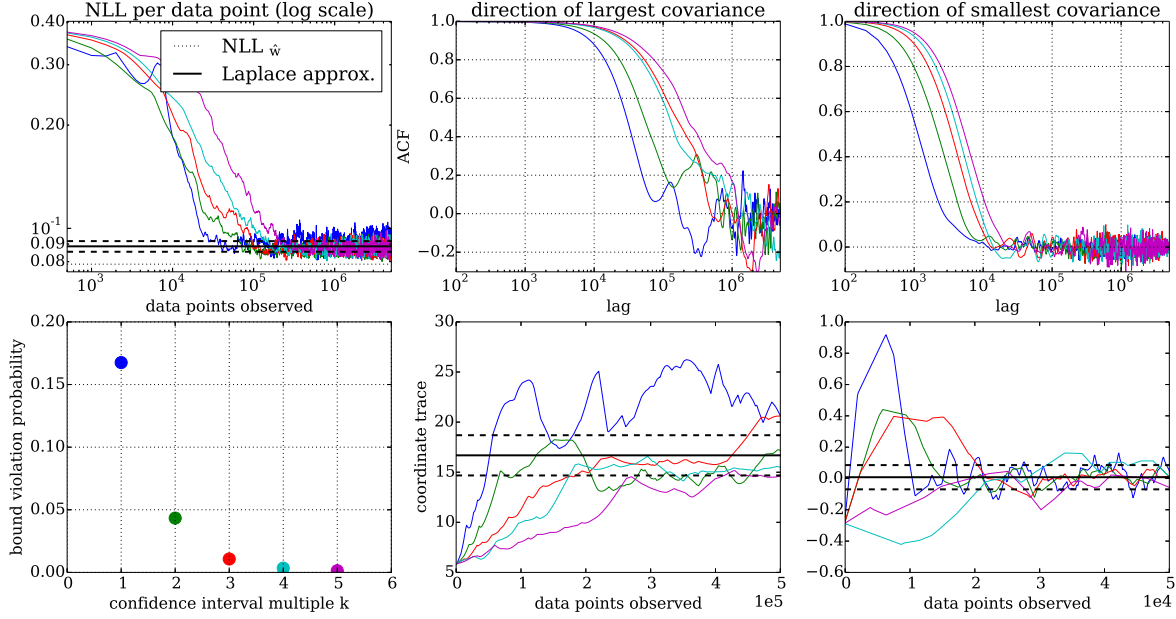 NLL per data point (log scale)
direction of largest covariance
direction of smallest covariance
NLL ŵ
Laplace approx.
0.40
0.30
0.20
10⁻¹
0.09
0.08
10³ 10⁴ 10⁵ 10⁶
data points observed
ACF
1.0
0.8
0.6
0.4
0.2
0.0
−0.2
10² 10³ 10⁴ 10⁵ 10⁶
lag
1.0
0.8
0.6
0.4
0.2
0.0
10² 10³ 10⁴ 10⁵ 10⁶
lag
bound violation probability
0.20
0.15
0.10
0.05
0.00
0 1 2 3 4 5 6
confidence interval multiple k
coordinate trace
30
25
20
15
10
5
0 1 2 3 4 5
data points observed
1e5
1.0
0.8
0.6
0.4
0.2
0.0
−0.2
−0.4
−0.6
0 1 2 3 4 5
data points observed
1e4